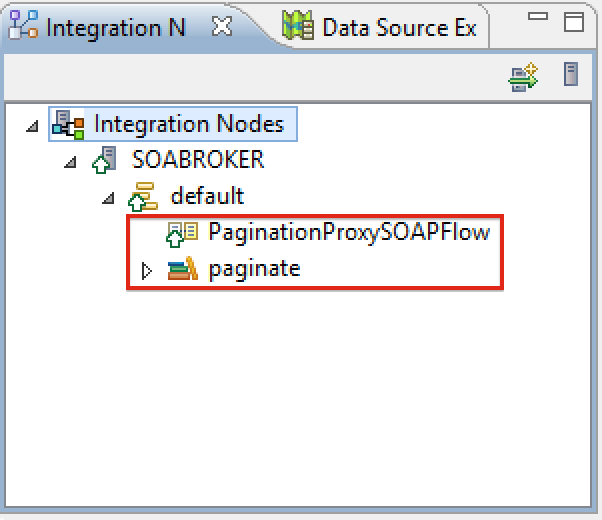 Integration N Data Source Ex
Integration Nodes
SOABROKER
default
PaginationProxySOAPFlow
paginate